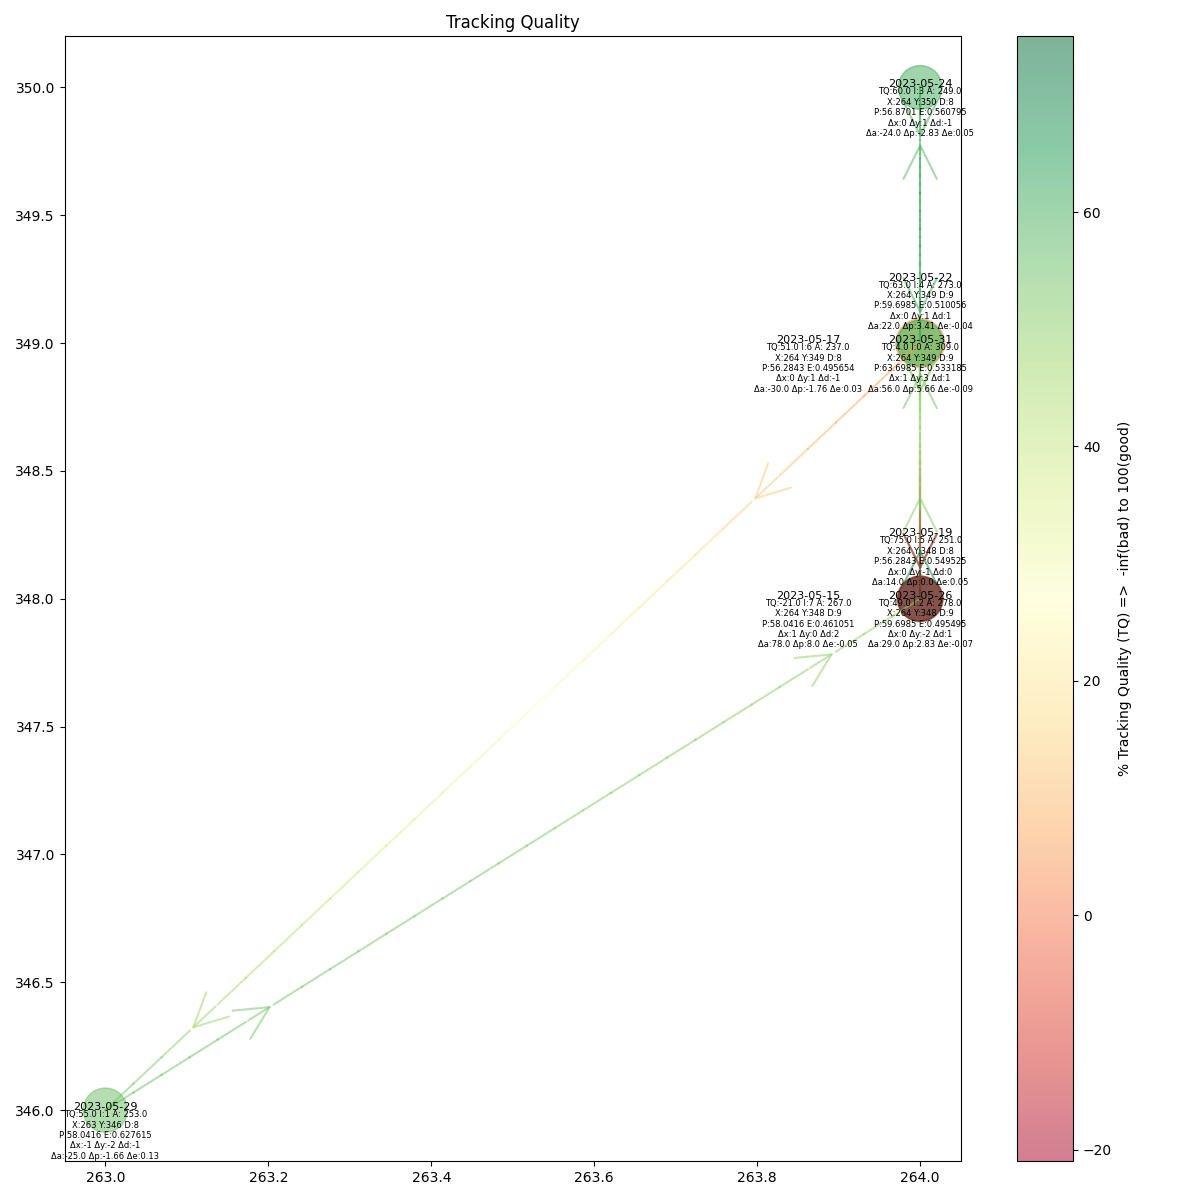 Tracking Quality
350.0
349.5
349.0
348.5
348.0
347.5
347.0
346.5
346.0
263.0
263.2
263.4
263.6
263.8
264.0
2023-05-24
TQ:60.0 I:3 A: 249.0
X:264 Y:350 D:8
P:56.8701 E:0.560795
Δx:0 Δy:1 Δd:-1
Δa:-24.0 Δp:-2.83 Δe:0.05
2023-05-22
TQ:63.0 I:4 A: 273.0
X:264 Y:349 D:9
P:59.6985 E:0.510056
Δx:0 Δy:1 Δd:1
Δa:22.0 Δp:3.41 Δe:-0.04
2023-05-17
TQ:51.0 I:6 A: 237.0
X:264 Y:349 D:8
P:56.2843 E:0.495654
Δx:0 Δy:1 Δd:-1
Δa:-30.0 Δp:-1.76 Δe:0.03
2023-05-31
TQ:4.0 I:0 A: 309.0
X:264 Y:349 D:9
P:63.6985 E:0.533185
Δx:1 Δy:3 Δd:1
Δa:56.0 Δp:5.66 Δe:-0.09
2023-05-19
TQ:75.0 I:5 A: 251.0
X:264 Y:348 D:8
P:56.2843 E:0.549525
Δx:0 Δy:-1 Δd:0
Δa:14.0 Δp:0.0 Δe:0.05
2023-05-15
TQ:-21.0 I:7 A: 267.0
X:264 Y:348 D:9
P:58.0416 E:0.461051
Δx:1 Δy:0 Δd:2
Δa:78.0 Δp:8.0 Δe:-0.05
2023-05-26
TQ:49.0 I:2 A: 278.0
X:264 Y:348 D:9
P:59.6985 E:0.495495
Δx:0 Δy:-2 Δd:1
Δa:29.0 Δp:2.83 Δe:-0.07
2023-05-29
TQ:55.0 I:1 A: 253.0
X:263 Y:346 D:8
P:58.0416 E:0.627615
Δx:-1 Δy:-2 Δd:-1
Δa:-25.0 Δp:-1.66 Δe:0.13
60
40
20
0
−20
% Tracking Quality (TQ) =>  -inf(bad) to 100(good)